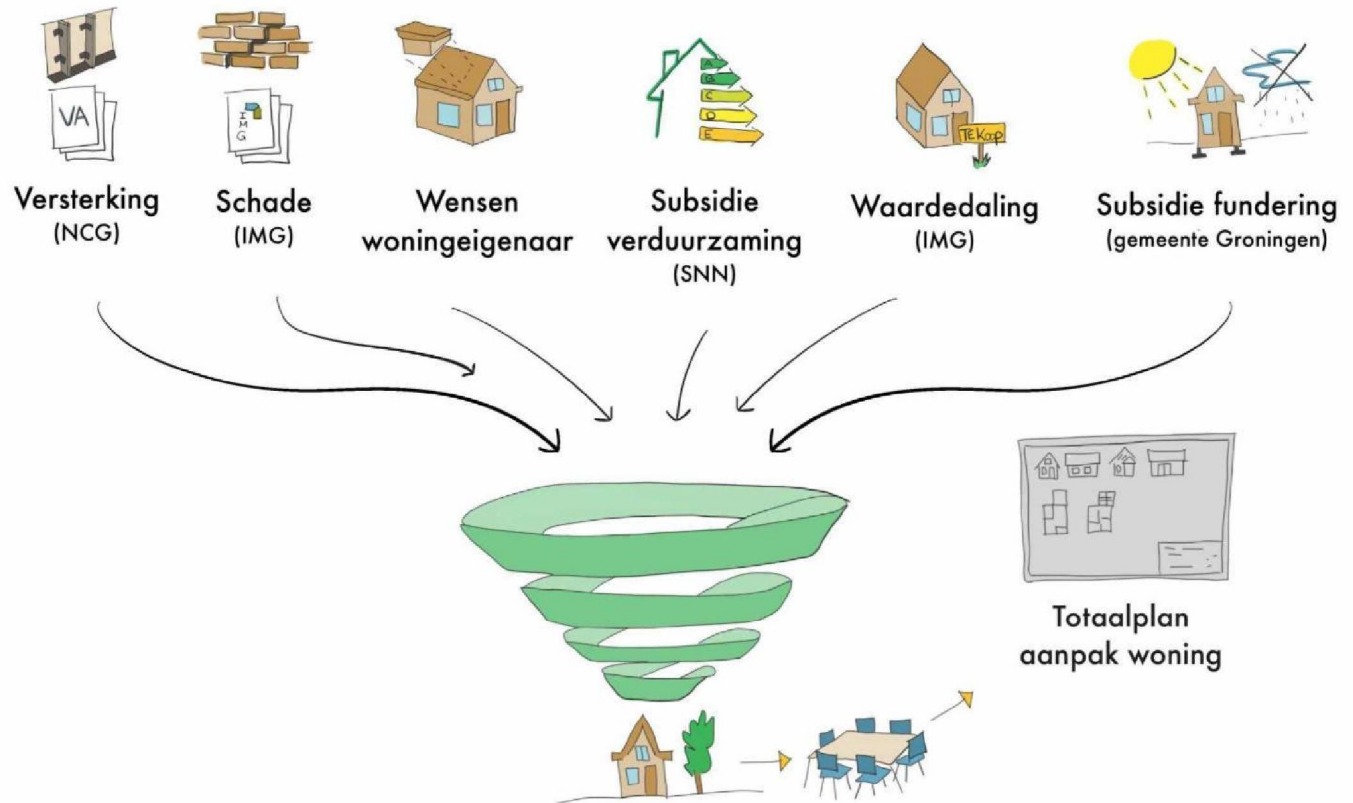 VA
IMG
A
G
C
D
E
TE KOOP
Versterking
(NCG)
Schade
(IMG)
Wensen
woningeigenaar
Subsidie
verduurzaming
(SNN)
Waardedaling
(IMG)
Subsidie fundering
(gemeente Groningen)
Totaalplan
aanpak woning